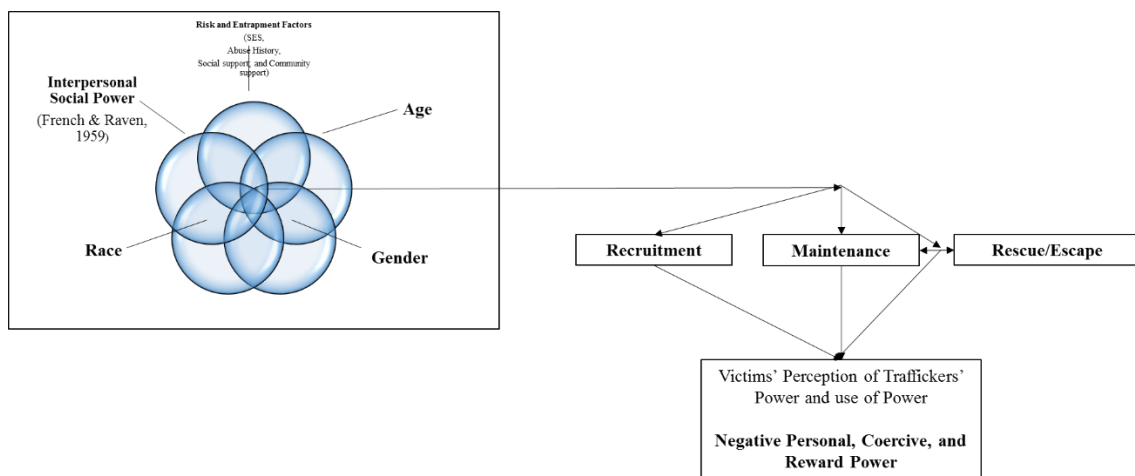 Risk and Entrapment Factors
(SES,
Abuse History,
Social support, and Community
support)
Interpersonal
Social Power
(French & Raven,
1959)
Age
Race
Gender
Recruitment
Maintenance
Rescue/Escape
Victims’ Perception of Traffickers’
Power and use of Power
Negative Personal, Coercive, and
Reward Power